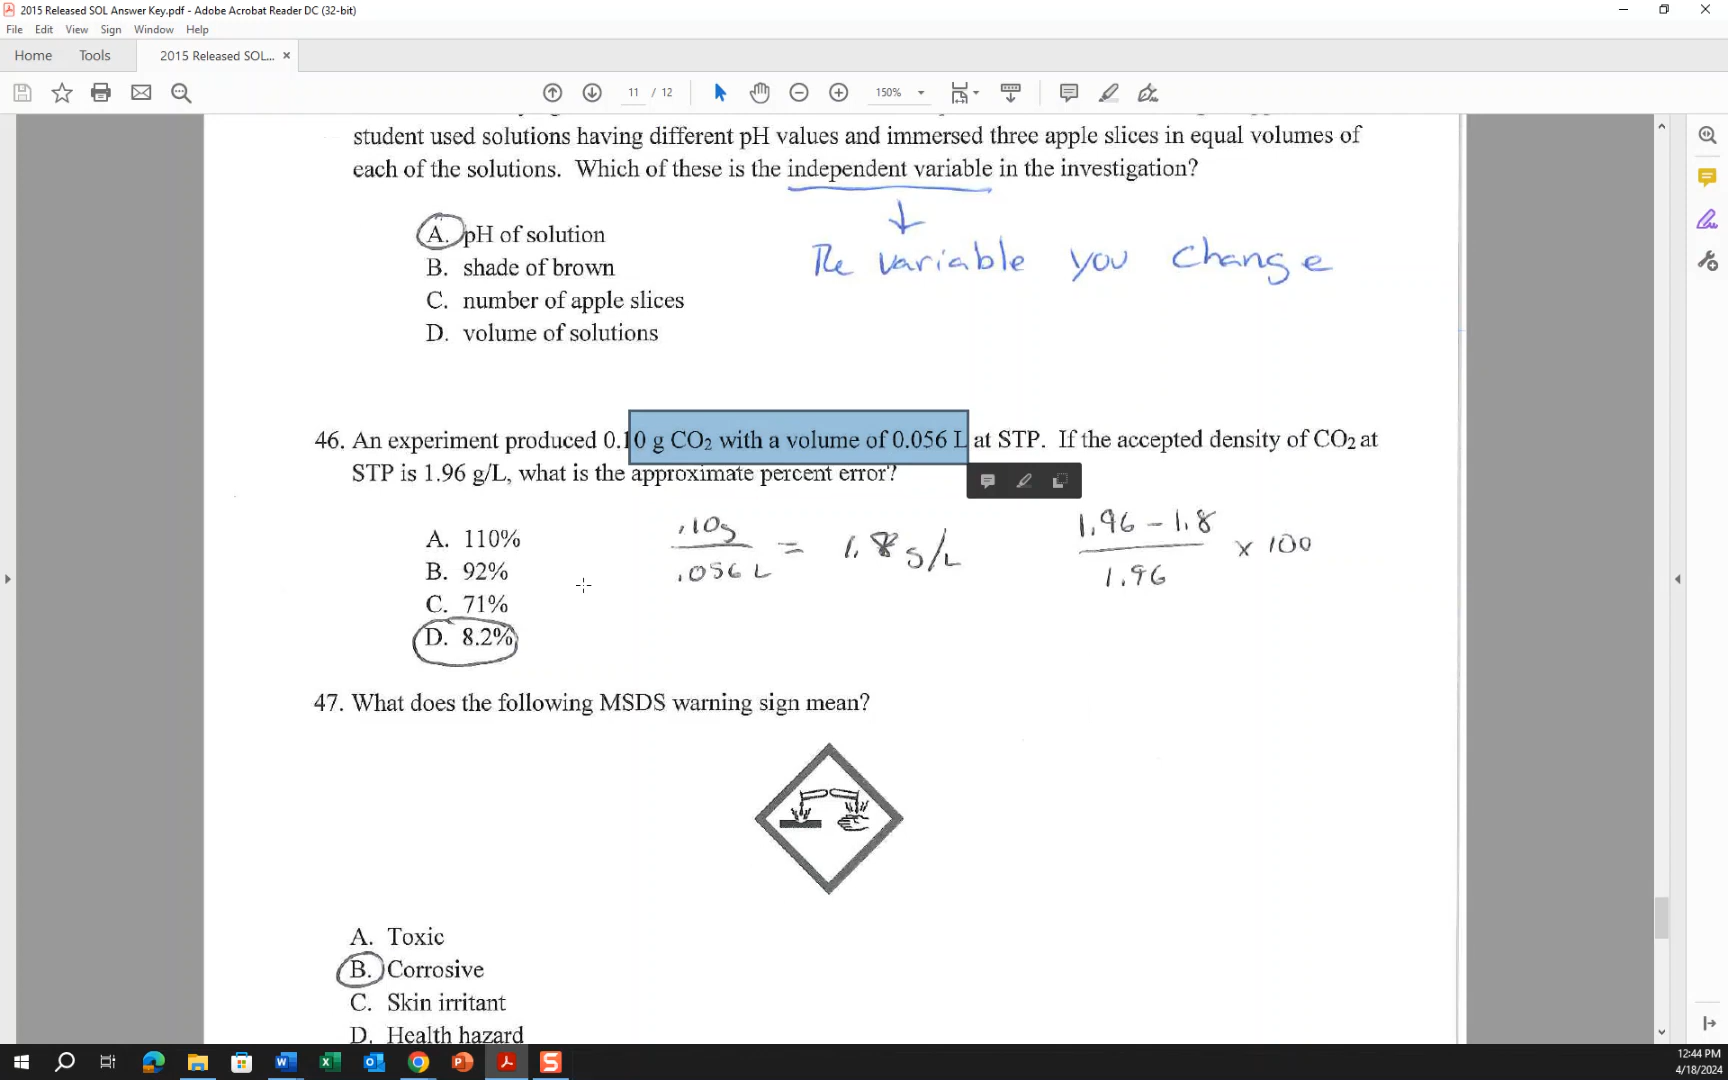 2015 Released SOL Answer Key.pdf - Adobe Acrobat Reader DC (32-bit)
File Edit View Sign Window Help
Home Tools 2015 Released SOL... ×
11 / 12 150%
student used solutions having different pH values and immersed three apple slices in equal volumes of
each of the solutions. Which of these is the independent variable in the investigation?
A. pH of solution
B. shade of brown
C. number of apple slices
D. volume of solutions
The variable you change
46. An experiment produced 0.10 g CO₂ with a volume of 0.056 L at STP. If the accepted density of CO₂ at
STP is 1.96 g/L, what is the approximate percent error?
A. 110%
B. 92%
C. 71%
D. 8.2%
.10g
.056 L
= 1.8 g/L
1.96 - 1.8
1.96
x 100
47. What does the following MSDS warning sign mean?
A. Toxic
B. Corrosive
C. Skin irritant
D. Health hazard
12:44 PM
4/18/2024